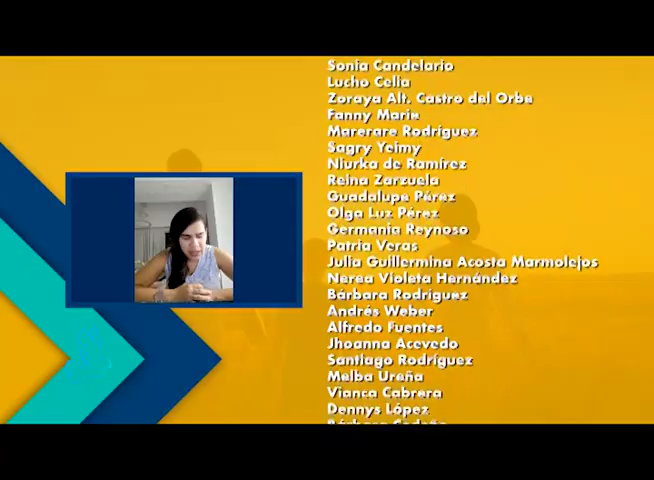 Sonia Candelario
Lucho Celia
Zoraya Alt. Castro del Orbe
Fanny Marie
Marerare Rodríguez
Sagry Yeimy
Niurka de Ramírez
Reina Zarzuela
Guadalupe Pérez
Olga Luz Pérez
Germania Reynoso
Patria Veras
Julia Guillermina Acosta Marmolejos
Nerea Violeta Hernández
Bárbara Rodríguez
Andrés Weber
Alfredo Fuentes
Jhoanna Acevedo
Santiago Rodríguez
Melba Ureña
Vianca Cabrera
Dennys López